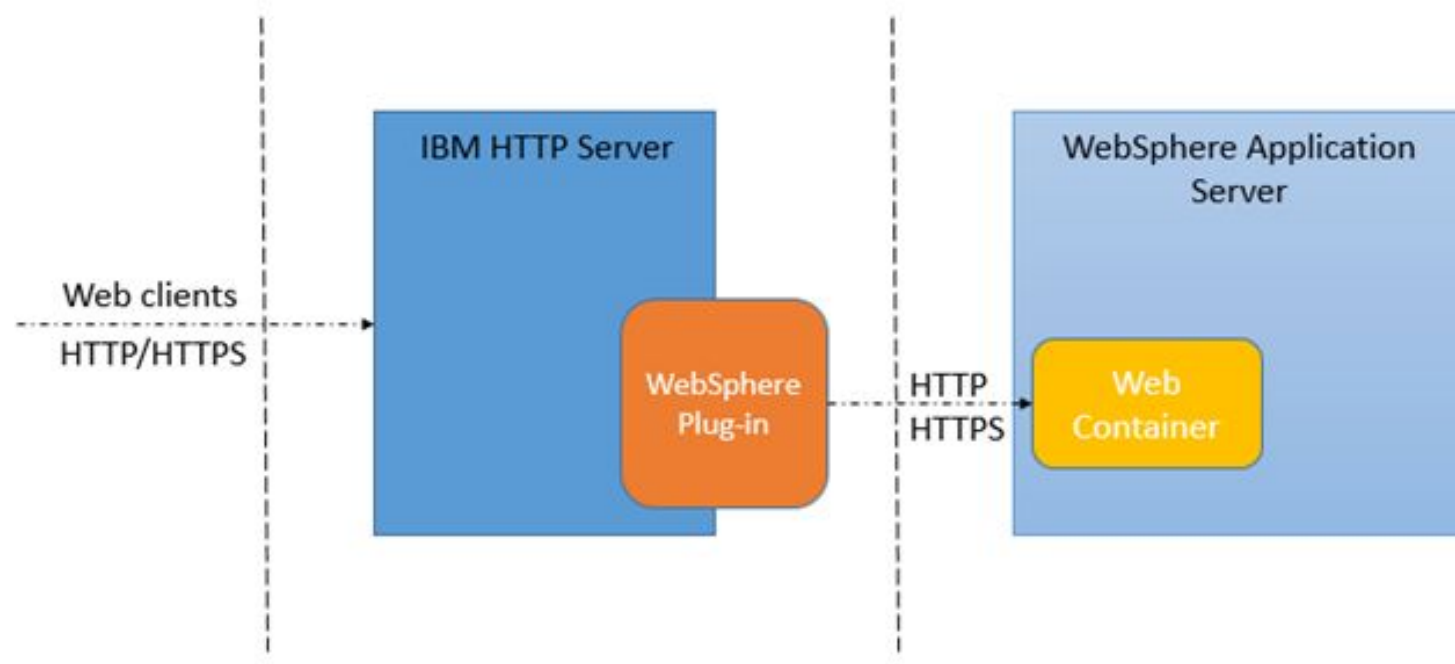 IBM HTTP Server
WebSphere Application
Server
Web clients
HTTP/HTTPS
WebSphere
Plug-in
HTTP
HTTPS
Web
Container